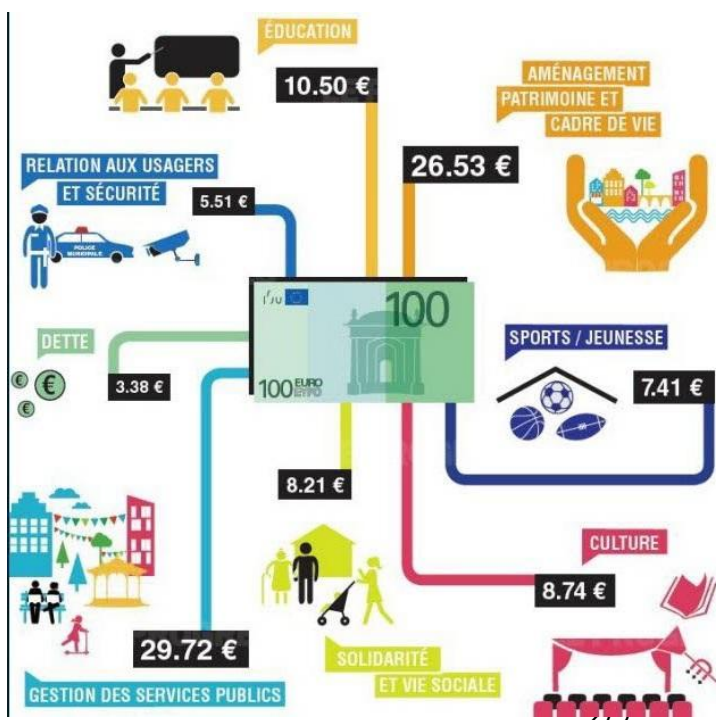 ÉDUCATION
10.50 €
AMÉNAGEMENT
PATRIMOINE ET
CADRE DE VIE
26.53 €
RELATION AUX USAGERS
ET SÉCURITÉ
5.51 €
POLICE
MUNICIPALE
100
DETTE
3.38 €
100 EURO
ΕΥΡΩ
SPORTS / JEUNESSE
7.41 €
8.21 €
CULTURE
8.74 €
29.72 €
GESTION DES SERVICES PUBLICS
SOLIDARITÉ
ET VIE SOCIALE